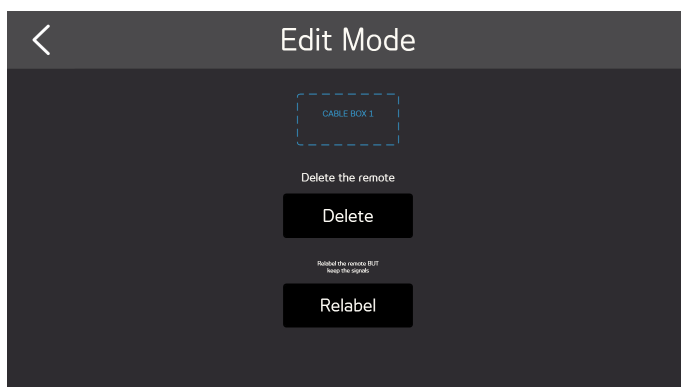 Edit Mode
CABLE BOX 1
Delete the remote
Delete
Relabel the remote BUT
keep the signals
Relabel